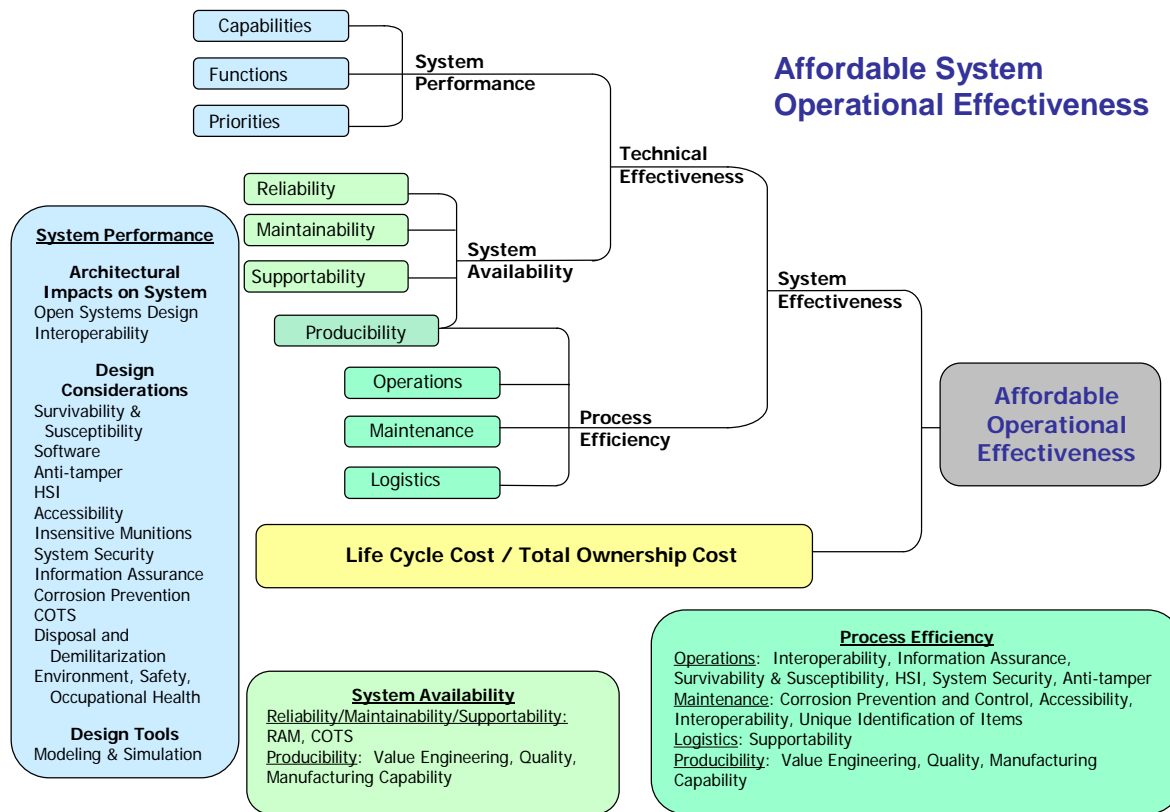 Affordable System
Operational Effectiveness
Capabilities
Functions
Priorities
System
Performance
Technical
Effectiveness
Reliability
Maintainability
Supportability
Producibility
System
Availability
System
Effectiveness
Operations
Maintenance
Logistics
Process
Efficiency
Affordable
Operational
Effectiveness
Life Cycle Cost / Total Ownership Cost
System Performance
Architectural
Impacts on System
Open Systems Design
Interoperability
Design
Considerations
Survivability &
Susceptibility
Software
Anti-tamper
HSI
Accessibility
Insensitive Munitions
System Security
Information Assurance
Corrosion Prevention
COTS
Disposal and
Demilitarization
Environment, Safety,
Occupational Health
Design Tools
Modeling & Simulation
System Availability
Reliability/Maintainability/Supportability:
RAM, COTS
Producibility: Value Engineering, Quality,
Manufacturing Capability
Process Efficiency
Operations: Interoperability, Information Assurance,
Survivability & Susceptibility, HSI, System Security, Anti-tamper
Maintenance: Corrosion Prevention and Control, Accessibility,
Interoperability, Unique Identification of Items
Logistics: Supportability
Producibility: Value Engineering, Quality, Manufacturing
Capability